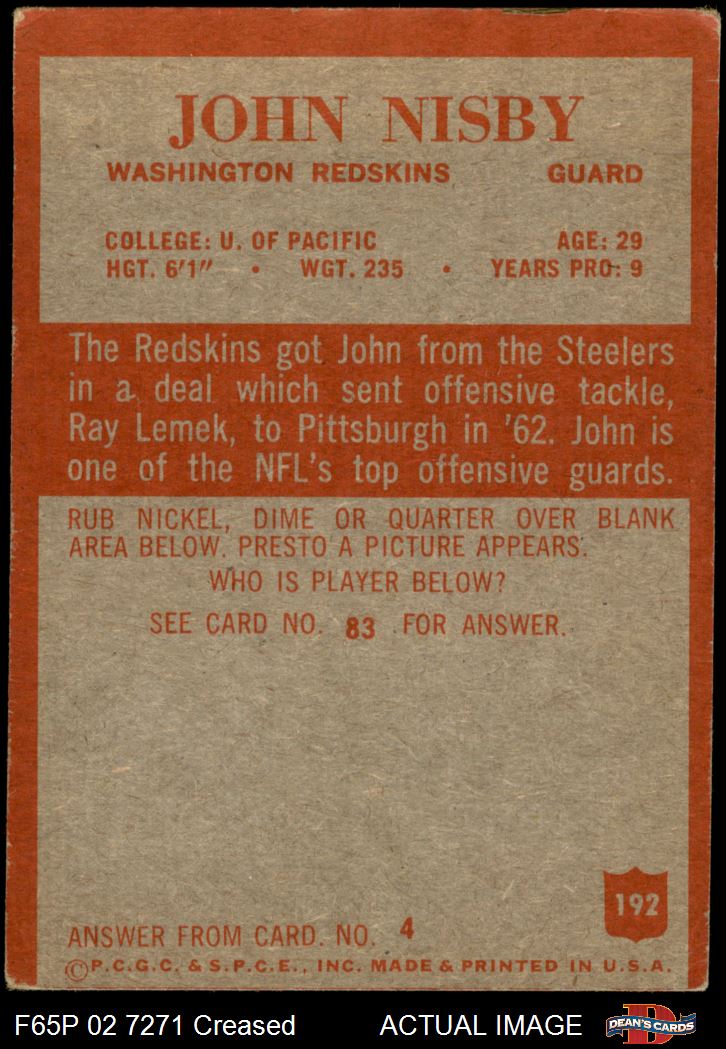 JOHN NISBY
WASHINGTON REDSKINS GUARD
COLLEGE: U. OF PACIFIC AGE: 29
HGT. 6'1" • WGT. 235 • YEARS PRO: 9
The Redskins got John from the Steelers
in a deal which sent offensive tackle,
Ray Lemek, to Pittsburgh in '62. John is
one of the NFL's top offensive guards.
RUB NICKEL, DIME OR QUARTER OVER BLANK
AREA BELOW. PRESTO A PICTURE APPEARS.
WHO IS PLAYER BELOW?
SEE CARD NO. 83 FOR ANSWER.
192
ANSWER FROM CARD. NO. 4
©P.C.G.C. & S.P.C.E., INC. MADE & PRINTED IN U.S.A.
F65P 02 7271 Creased ACTUAL IMAGE
D
DEAN'S CARDS